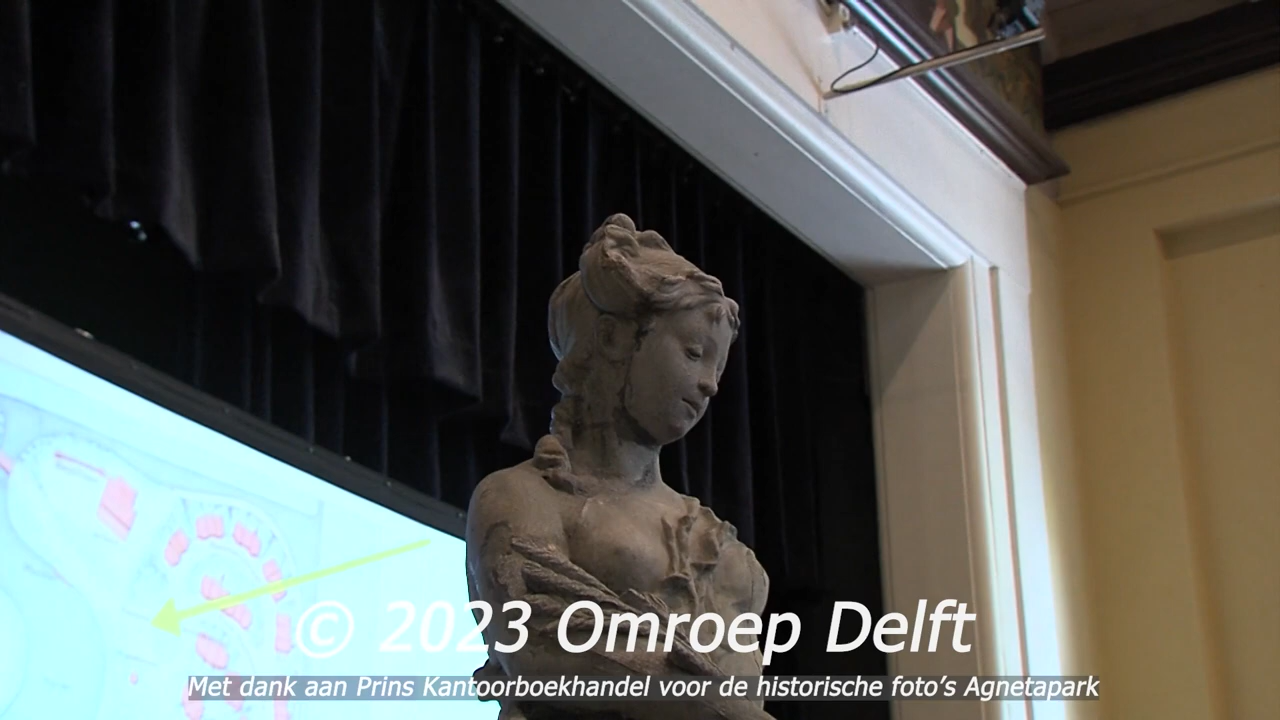 © 2023 Omroep Delft
Met dank aan Prins Kantoorboekhandel voor de historische foto’s Agnetapark